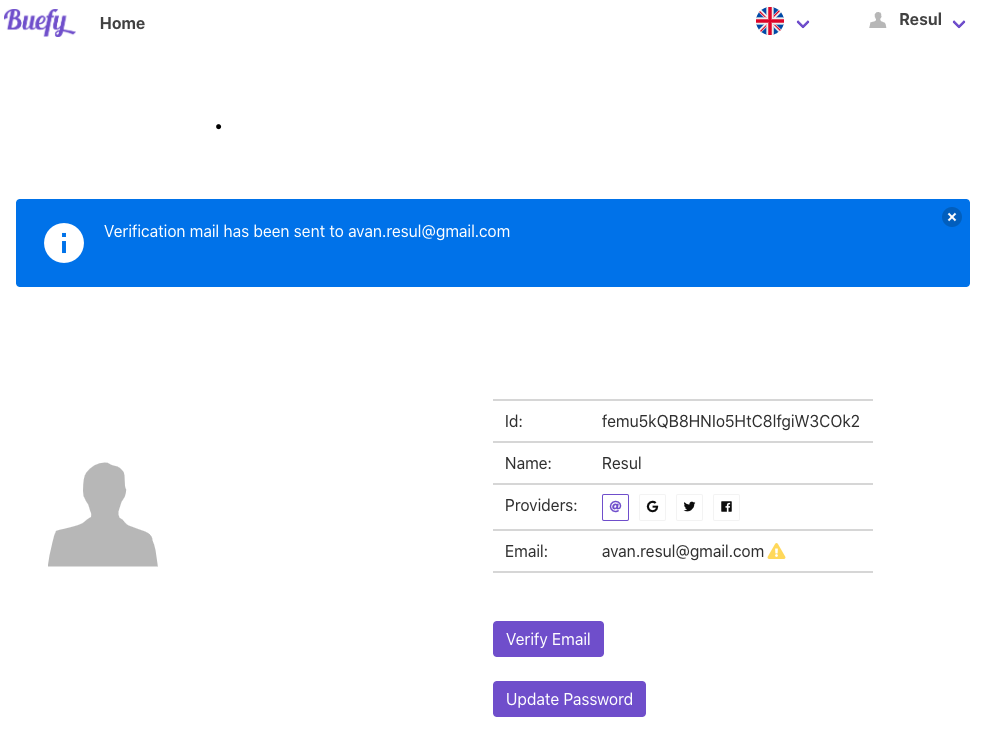 Buefy
Home
Resul
Verification mail has been sent to avan.resul@gmail.com
Id: femu5kQB8HNIo5HtC8lfgiW3COk2
Name: Resul
Providers: @ G
Email: avan.resul@gmail.com
Verify Email
Update Password